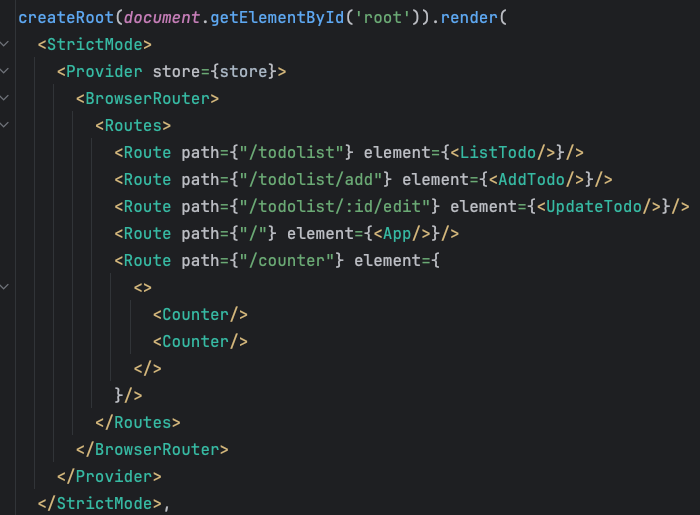 createRoot(document.getElementById('root')).render(
<StrictMode>
<Provider store={store}>
<BrowserRouter>
<Routes>
<Route path={"/todolist"} element={<ListTodo/>}/>
<Route path={"/todolist/add"} element={<AddTodo/>}/>
<Route path={"/todolist/:id/edit"} element={<UpdateTodo/>}/>
<Route path={"/"} element={<App/>}/>
<Route path={"/counter"} element={
<>
<Counter/>
<Counter/>
</>
}/>
</Routes>
</BrowserRouter>
</Provider>
</StrictMode>,